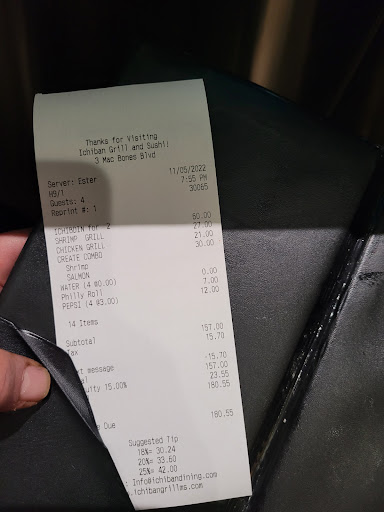 Thanks for Visiting
Ichiban Grill and Sushi!
3 Mac Bones Blvd
Server: Ester 11/05/2022
H9/1 7:55 PM
Guests: 4 30065
Reprint #: 1
ICHIBDIN for 2 60.00
SHRIMP GRILL 27.00
CHICKEN GRILL 21.00
CREATE COMBO 30.00
Shrimp
SALMON
WATER (4 @0.00) 0.00
Philly Roll 7.00
PEPSI (4 @3.00) 12.00
14 Items
Subtotal 157.00
Tax 15.70
message -15.70
157.00
15.00% 23.55
180.55
Due 180.55
Suggested Tip
18%= 30.24
20%= 33.60
25%= 42.00
: Info@ichibandining.com
.ichibangrillms.com